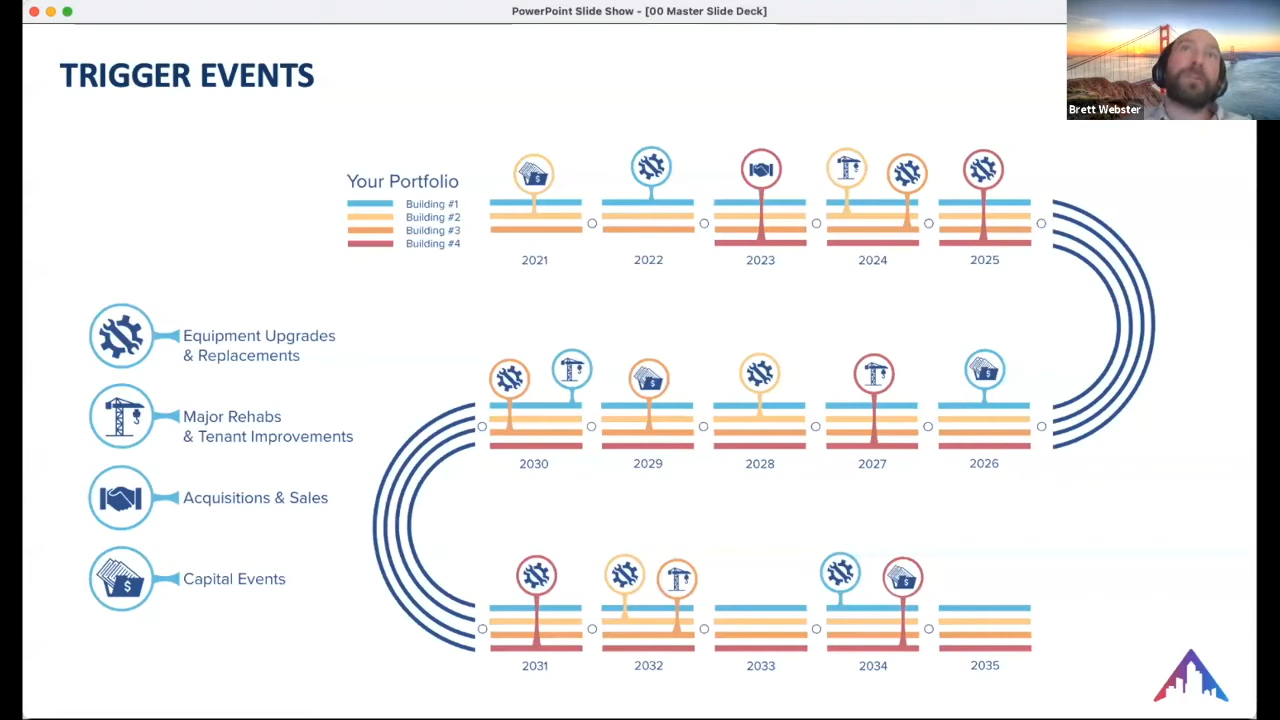 PowerPoint Slide Show - [00 Master Slide Deck]
TRIGGER EVENTS
Brett Webster
Your Portfolio
Building #1
Building #2
Building #3
Building #4
2021
2022
2023
2024
2025
Equipment Upgrades
& Replacements
Major Rehabs
& Tenant Improvements
Acquisitions & Sales
$
Capital Events
2030
2029
2028
2027
2026
2031
2032
2033
2034
2035